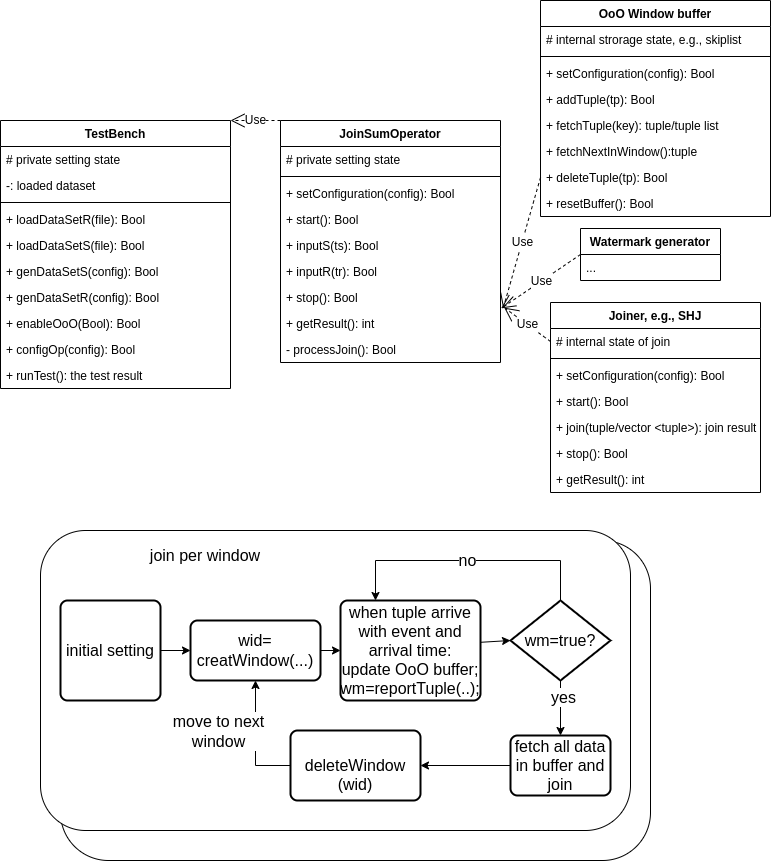 OoO Window buffer
# internal strorage state, e.g., skiplist
+ setConfiguration(config): Bool
+ addTuple(tp): Bool
+ fetchTuple(key): tuple/tuple list
+ fetchNextInWindow():tuple
+ deleteTuple(tp): Bool
+ resetBuffer(): Bool
Use
TestBench
# private setting state
-: loaded dataset
+ loadDataSetR(file): Bool
+ loadDataSetS(file): Bool
+ genDataSetS(config): Bool
+ genDataSetR(config): Bool
+ enableOoO(Bool): Bool
+ configOp(config): Bool
+ runTest(): the test result
JoinSumOperator
# private setting state
+ setConfiguration(config): Bool
+ start(): Bool
+ inputS(ts): Bool
+ inputR(tr): Bool
+ stop(): Bool
+ getResult(): int
- processJoin(): Bool
Use
Watermark generator
...
Use
Use
Joiner, e.g., SHJ
# internal state of join
+ setConfiguration(config): Bool
+ start(): Bool
+ join(tuple/vector <tuple>): join result
+ stop(): Bool
+ getResult(): int
join per window
no
initial setting
wid=
creatWindow(...)
when tuple arrive
with event and
arrival time:
update OoO buffer;
wm=reportTuple(..);
wm=true?
yes
move to next
window
deleteWindow
(wid)
fetch all data
in buffer and
join